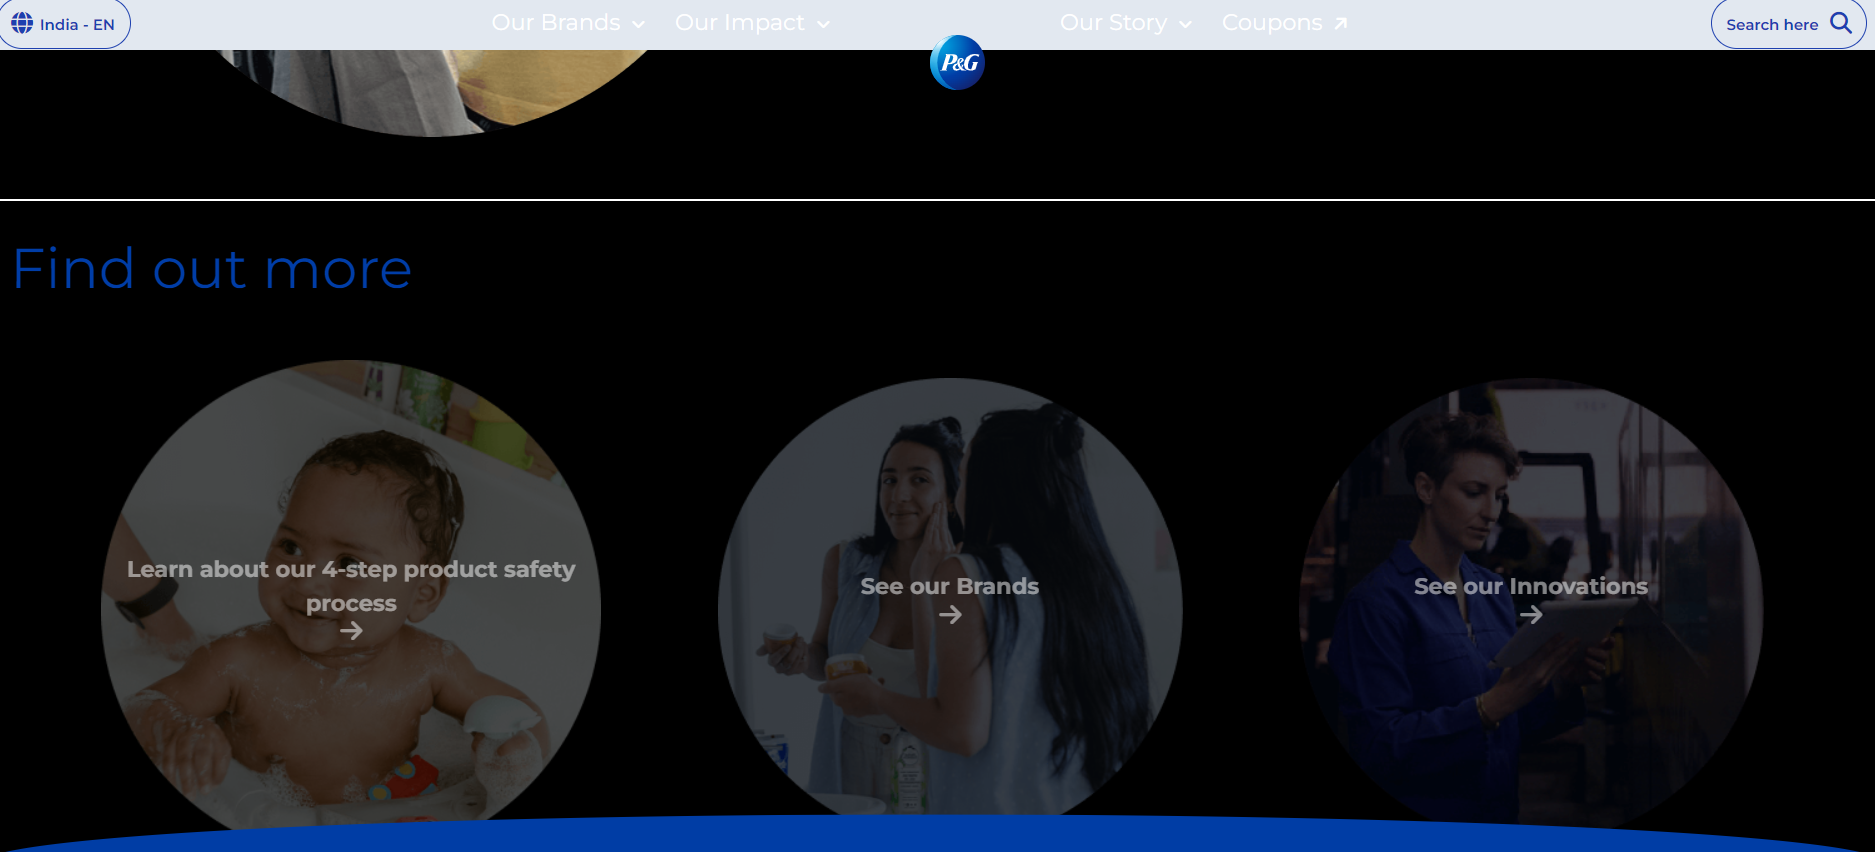 India - EN
Our Brands
Our Impact
P&G
Our Story
Coupons
Search here
Find out more
Learn about our 4-step product safety
process
See our Brands
See our Innovations